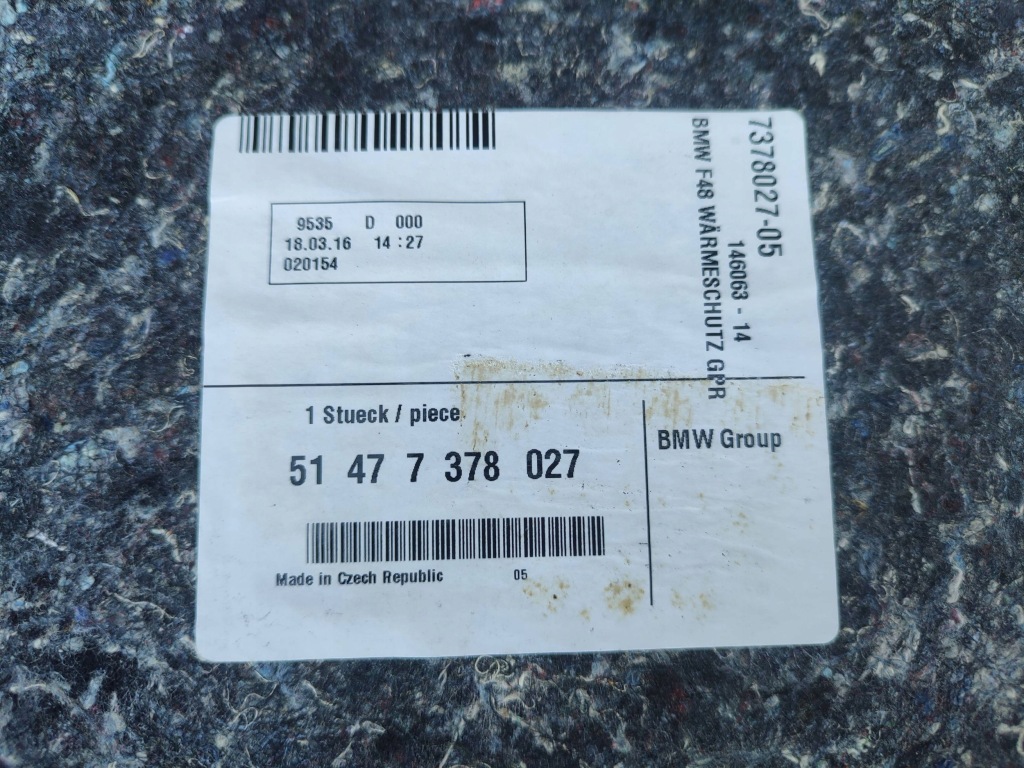 9535 D 000
18.03.16 14:27
020154
7378027-05
146063 - 14
BMW F48 WÄRMESCHUTZ GPR
1 Stueck / piece
51 47 7 378 027
Made in Czech Republic 05
BMW Group